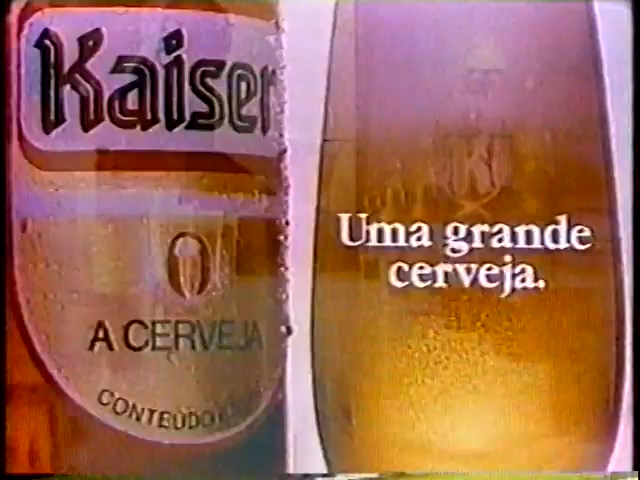 Kaiser
A CERVEJA
CONTEÚDO
Uma grande
cerveja.